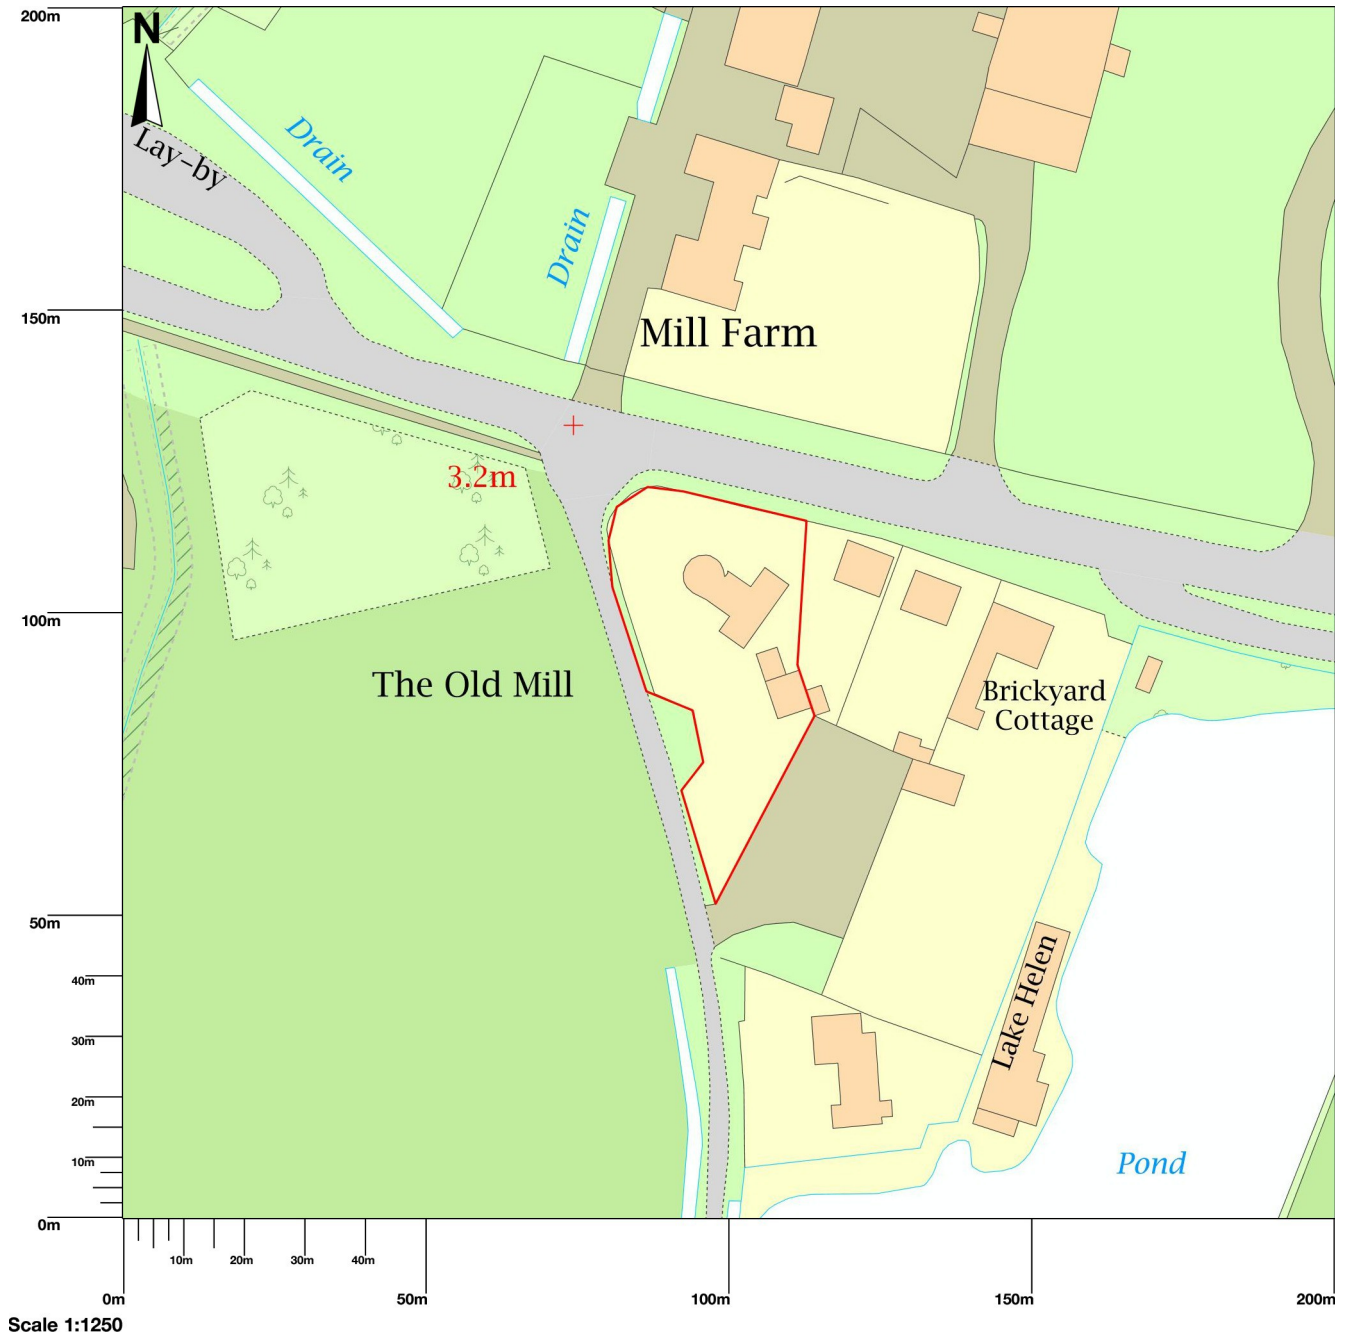 200m
N
Lay-by
Drain
Drain
150m
Mill Farm
3.2m
100m
The Old Mill
Brickyard
Cottage
50m
40m
Lake Helen
30m
20m
10m
Pond
0m
10m
20m
30m
40m
0m
50m
100m
150m
200m
Scale 1:1250